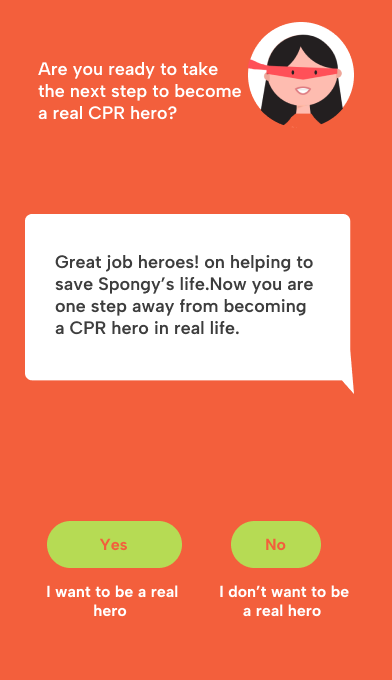 Are you ready to take
the next step to become
a real CPR hero?
Great job heroes! on helping to
save Spongy's life.Now you are
one step away from becoming
a CPR hero in real life.
Yes
No
I want to be a real
hero
I don't want to be
a real hero